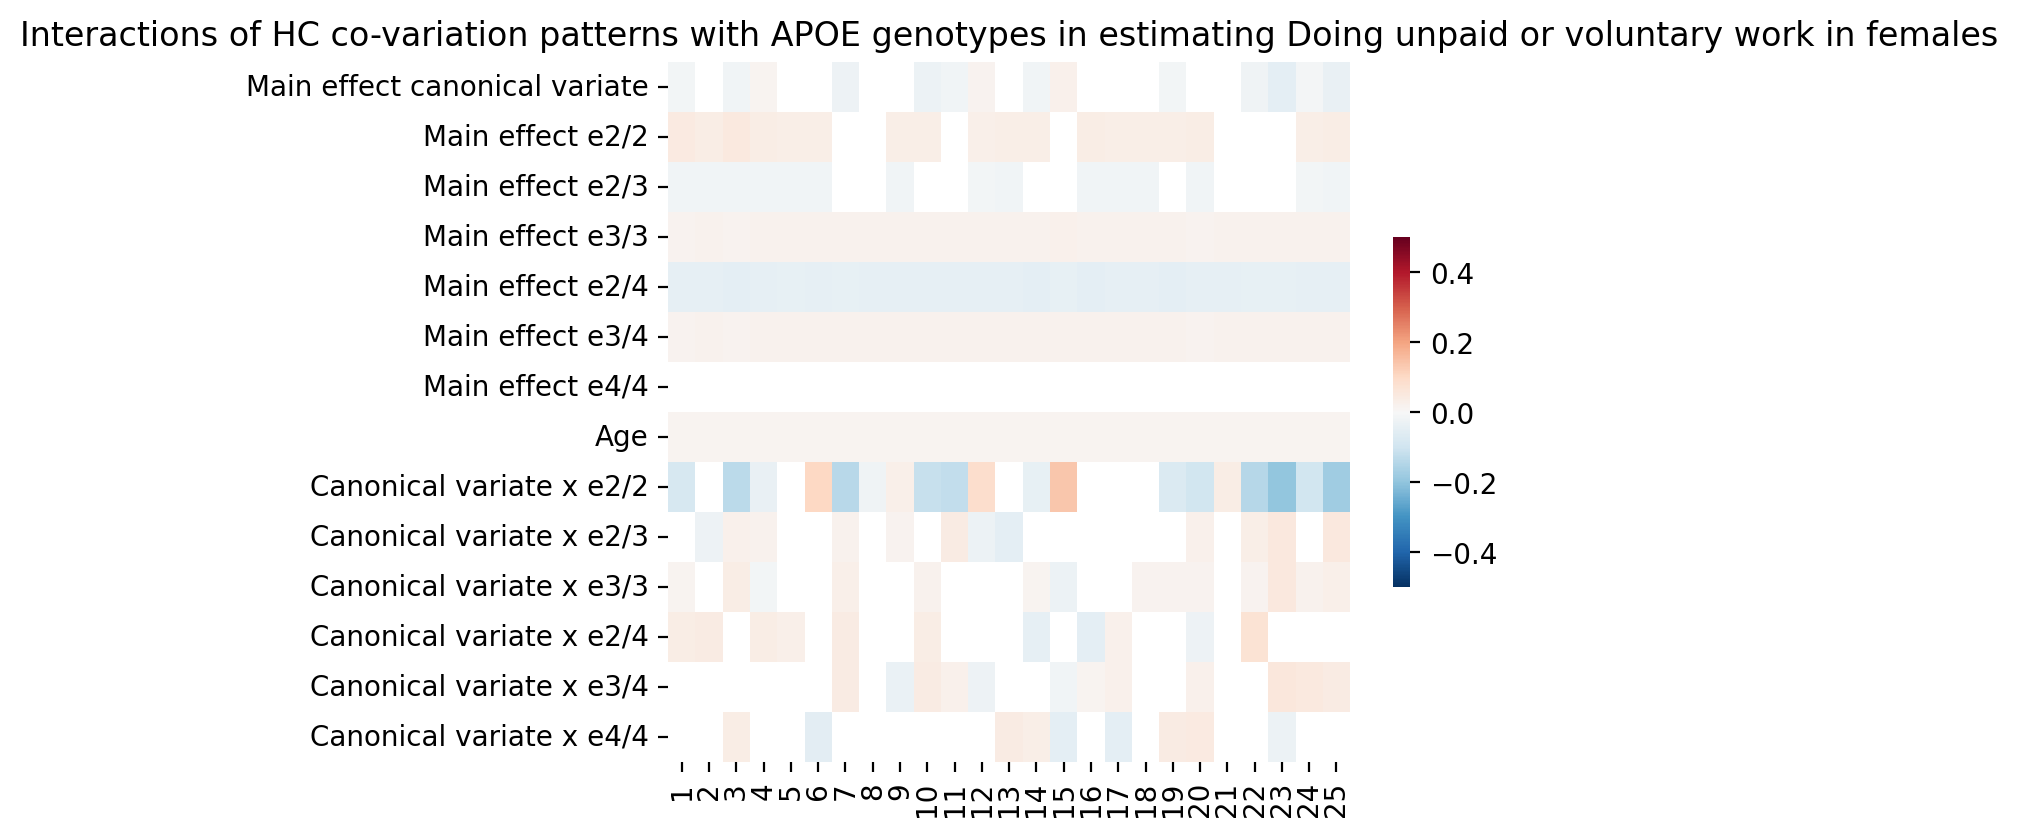 Interactions of HC co-variation patterns with APOE genotypes in estimating Doing unpaid or voluntary work in females
Main effect canonical variate
Main effect e2/2
Main effect e2/3
Main effect e3/3
Main effect e2/4
Main effect e3/4
Main effect e4/4
Age
Canonical variate x e2/2
Canonical variate x e2/3
Canonical variate x e3/3
Canonical variate x e2/4
Canonical variate x e3/4
Canonical variate x e4/4
1 2 3 4 5 6 7 8 9 10 11 12 13 14 15 16 17 18 19 20 21 22 23 24 25
0.4
0.2
0.0
−0.2
−0.4